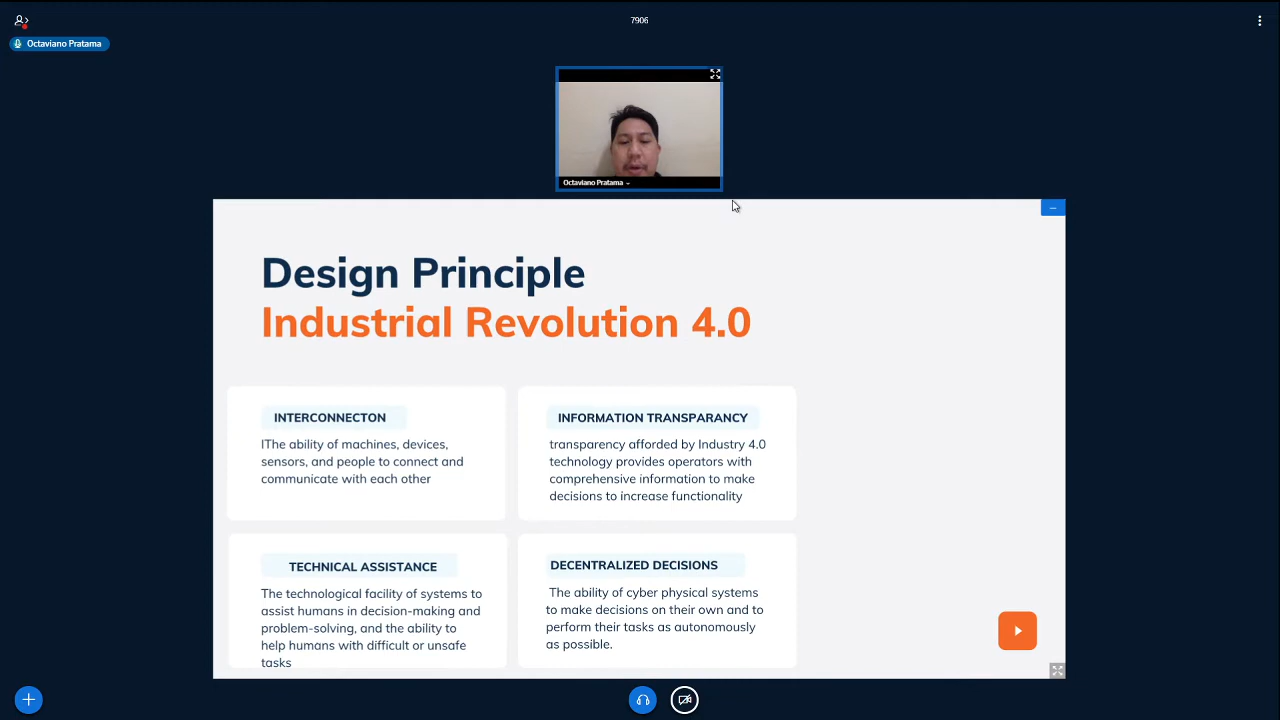 7906
Octaviano Pratama
Octaviano Pratama
Design Principle
Industrial Revolution 4.0
INTERCONNECTON
IThe ability of machines, devices,
sensors, and people to connect and
communicate with each other
INFORMATION TRANSPARANCY
transparency afforded by Industry 4.0
technology provides operators with
comprehensive information to make
decisions to increase functionality
TECHNICAL ASSISTANCE
The technological facility of systems to
assist humans in decision-making and
problem-solving, and the ability to
help humans with difficult or unsafe
tasks
DECENTRALIZED DECISIONS
The ability of cyber physical systems
to make decisions on their own and to
perform their tasks as autonomously
as possible.